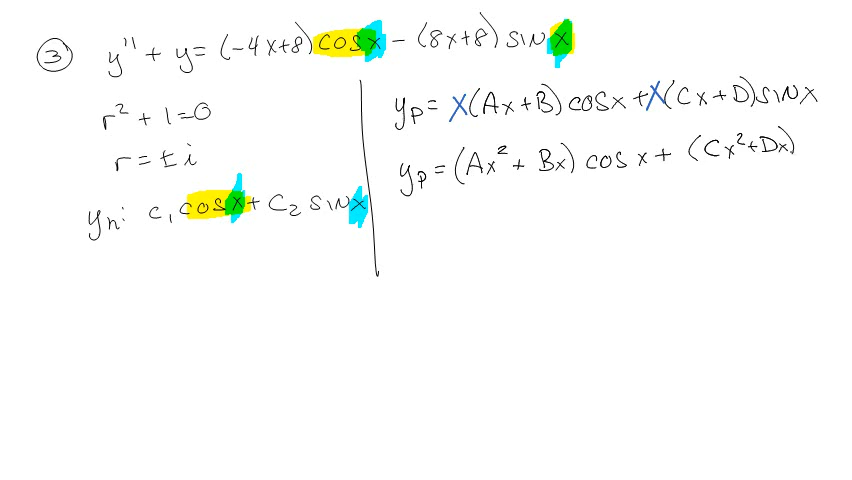 ③ y'' + y = (-4x+8) cos x - (8x+8) sin x
r² + 1 = 0
r = ± i
yh: c₁ cos x + c₂ sin x
yp = x(Ax+B) cos x + x(Cx+D) sin x
yp = (Ax² + Bx) cos x + (Cx²+Dx)